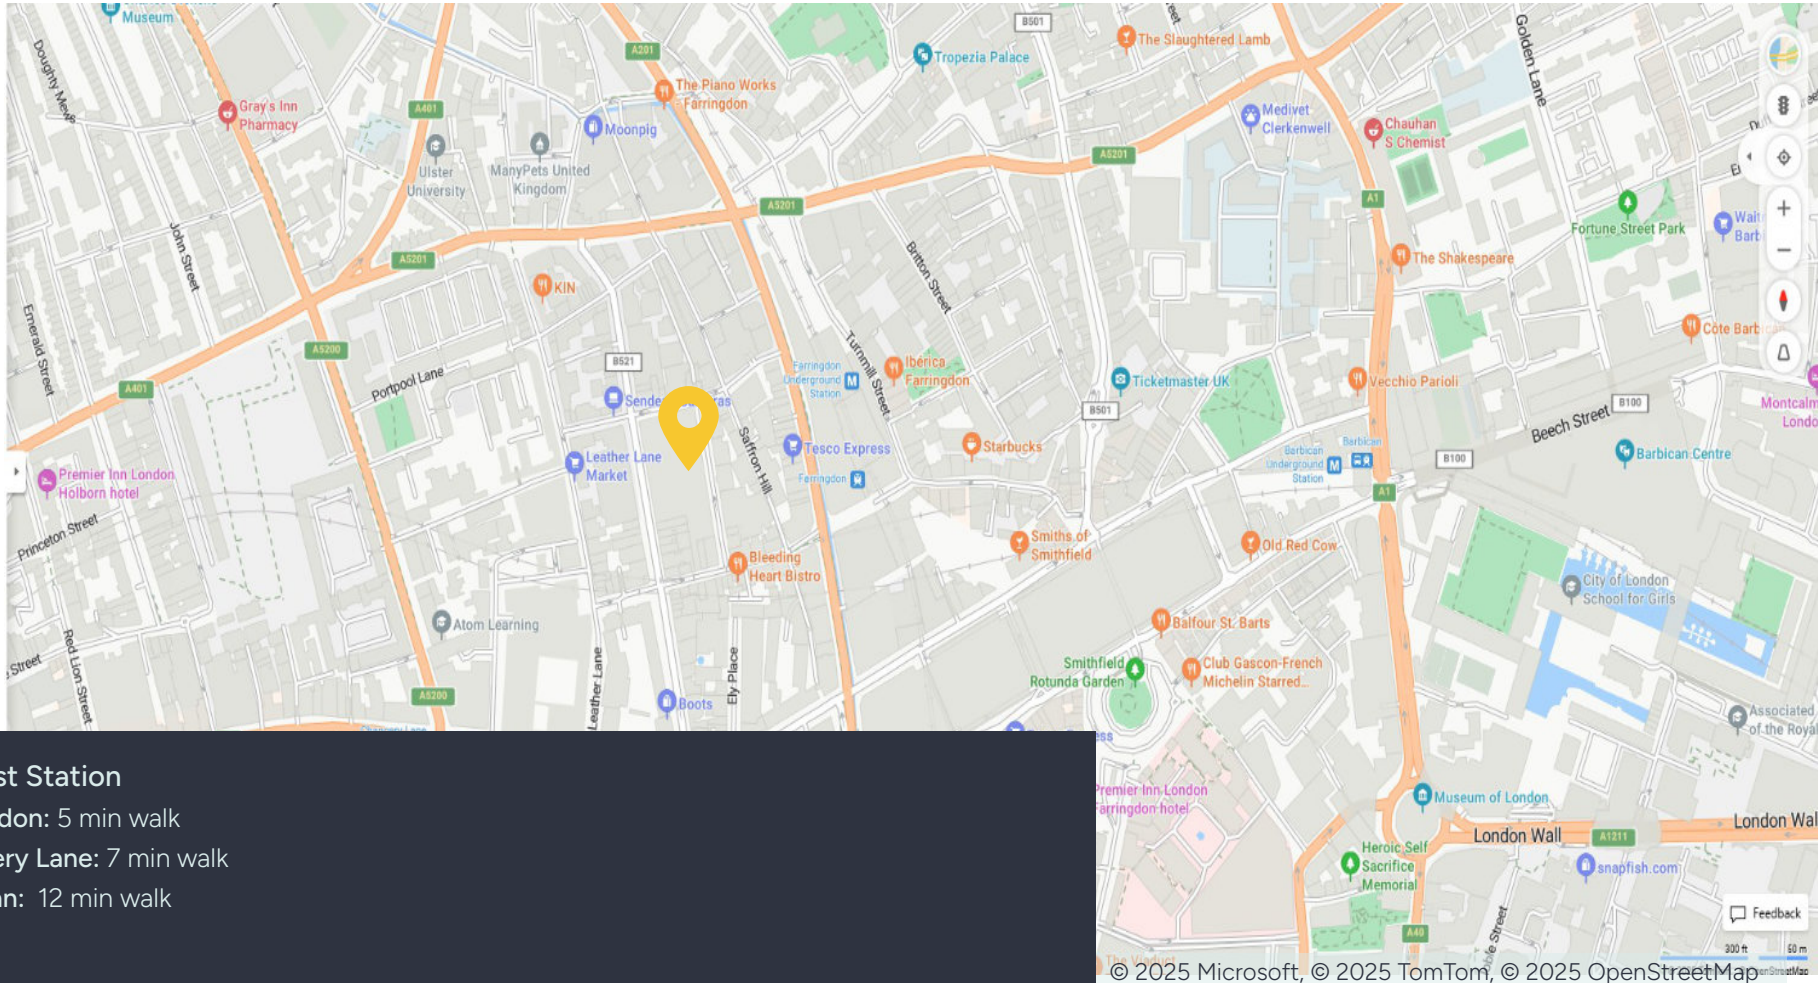 Museum
Doughty Mews
Gray's Inn
Pharmacy
A401
A201
The Piano Works
Farringdon
Moonpig
Ulster
University
ManyPets United
Kingdom
B501
The Slaughtered Lamb
Tropezia Palace
Golden Lane
Medivet
Clerkenwell
Chauhan
S Chemist
A5201
A1
Fortune Street Park
John Street
A5201
A5201
KIN
Britton Street
The Shakespeare
Emerald Street
A5200
A401
Portpool Lane
B521
Turnmill Street
Farringdon
Underground
Station
Ibérica
Farringdon
Ticketmaster UK
Vecchio Parioli
B501
B100
Beech Street
Saffron Hill
Leather Lane
Market
Tesco Express
Farringdon
Starbucks
Barbican
Underground
Station
Barbican
B100
Barbican Centre
Premier Inn London
Holborn hotel
Princeton Street
A1
Bleeding
Heart Bistro
Smiths of
Smithfield
Old Red Cow
City of London
School for Girls
Atom Learning
Balfour St. Barts
Street
Red Lion Street
Leather Lane
Ely Place
Smithfield
Rotunda Garden
Club Gascon-French
Michelin Starred...
A5200
Boots
Associated
of the Royal
st Station
don: 5 min walk
ery Lane: 7 min walk
an: 12 min walk
Premier Inn London
Farringdon hotel
Museum of London
London Wall
A1211
London Wal
Heroic Self
Sacrifice
Memorial
snapfish.com
Feedback
A40
300 ft
50 m
The Viaduct
© 2025 Microsoft, © 2025 TomTom, © 2025 OpenStreetMap